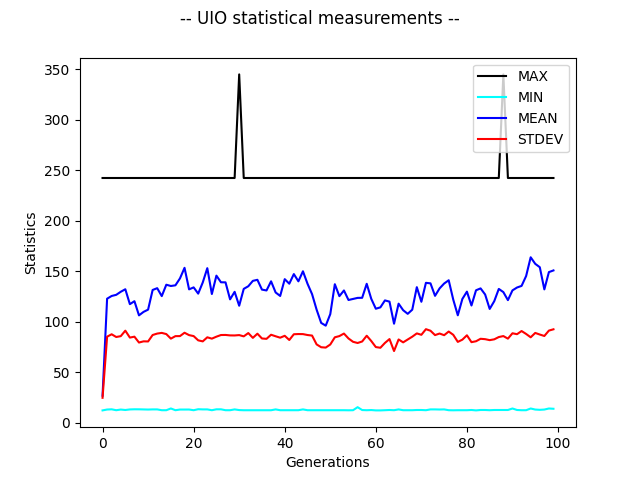 -- UIO statistical measurements --
MAX
MIN
MEAN
STDEV
Statistics
350
300
250
200
150
100
50
0
0 20 40 60 80 100
Generations